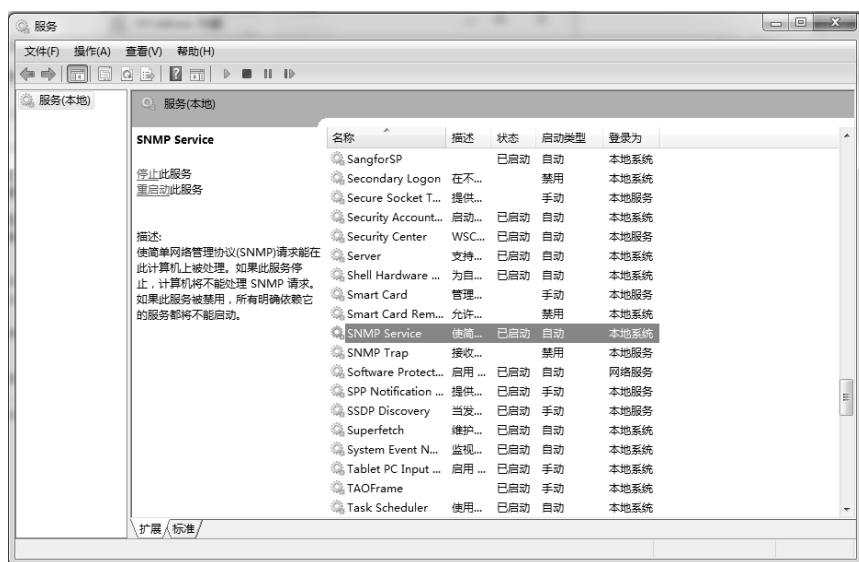 服务
文件(F) 操作(A) 查看(V) 帮助(H)
服务(本地)
服务(本地)
SNMP Service
停止此服务
重启动此服务
描述:
使简单网络管理协议(SNMP)请求能在
此计算机上被处理。如果此服务停
止，计算机将不能处理 SNMP 请求。
如果此服务被禁用，所有明确依赖它
的服务都将不能启动。
名称 描述 状态 启动类型 登录为
SangforSP 已启动 自动 本地系统
Secondary Logon 在不... 禁用 本地系统
Secure Socket T... 提供... 手动 本地服务
Security Account... 启动... 已启动 自动 本地系统
Security Center WSC... 已启动 自动 本地服务
Server 支持... 已启动 自动 本地系统
Shell Hardware ... 为自... 已启动 自动 本地系统
Smart Card 管理... 手动 本地服务
Smart Card Rem... 允许... 禁用 本地系统
SNMP Service 使简... 已启动 自动 本地系统
SNMP Trap 接收... 禁用 本地服务
Software Protect... 启用 ... 已启动 自动 网络服务
SPP Notification ... 提供... 已启动 手动 本地服务
SSDP Discovery 当发... 已启动 手动 本地服务
Superfetch 维护... 已启动 自动 本地系统
System Event N... 监视... 已启动 自动 本地系统
Tablet PC Input ... 启用 ... 已启动 手动 本地系统
TAOFrame 已启动 手动 本地系统
Task Scheduler 使用... 已启动 自动 本地系统
扩展 标准